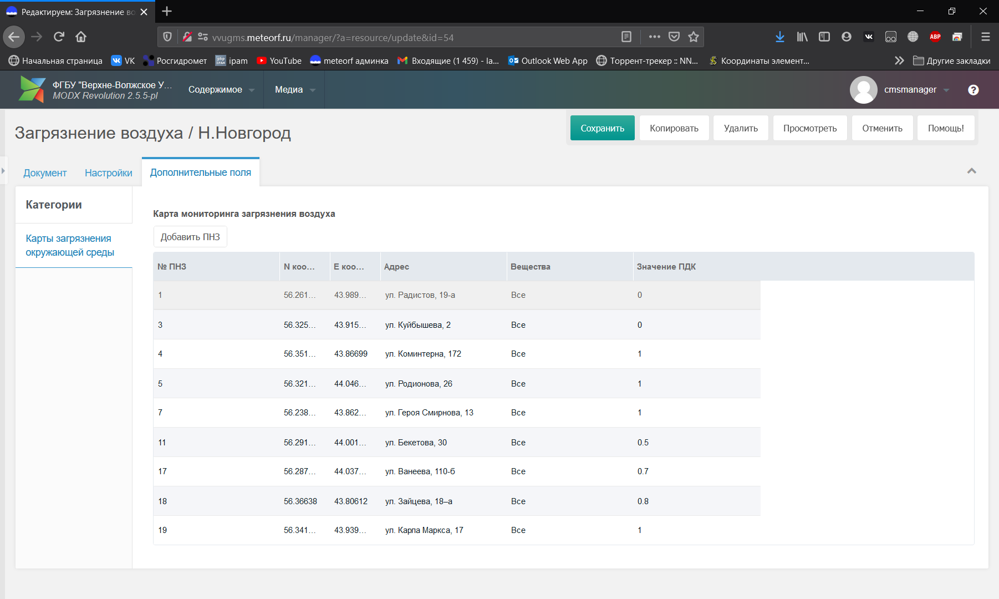 Редактируем: Загрязнение во
vvugms.meteorf.ru/manager/?a=resource/update&id=54
ABP
Начальная страница
VK
Росгидромет
php IPAM
ipam
YouTube
meteorf админка
Входящие (1 459) - la...
Outlook Web App
Торрент-трекер :: NN...
Координаты элемент...
Другие закладки
ФГБУ "Верхне-Волжское У...
MODX Revolution 2.5.5-pl
Содержимое
Медиа
cmsmanager
?
Загрязнение воздуха / Н.Новгород
Сохранить
Копировать
Удалить
Просмотреть
Отменить
Помощь!
Документ
Настройки
Дополнительные поля
Категории
Карты загрязнения
окружающей среды
Карта мониторинга загрязнения воздуха
Добавить ПНЗ
№ ПНЗ N коо... E коо... Адрес Вещества Значение ПДК
1 56.261... 43.989... ул. Радистов, 19-а Все 0
3 56.325... 43.915... ул. Куйбышева, 2 Все 0
4 56.351... 43.86699 ул. Коминтерна, 172 Все 1
5 56.321... 44.046... ул. Родионова, 26 Все 1
7 56.238... 43.862... ул. Героя Смирнова, 13 Все 1
11 56.291... 44.001... ул. Бекетова, 30 Все 0.5
17 56.287... 44.037... ул. Ванеева, 110-б Все 0.7
18 56.36638 43.80612 ул. Зайцева, 18–а Все 0.8
19 56.341... 43.939... ул. Карла Маркса, 17 Все 1